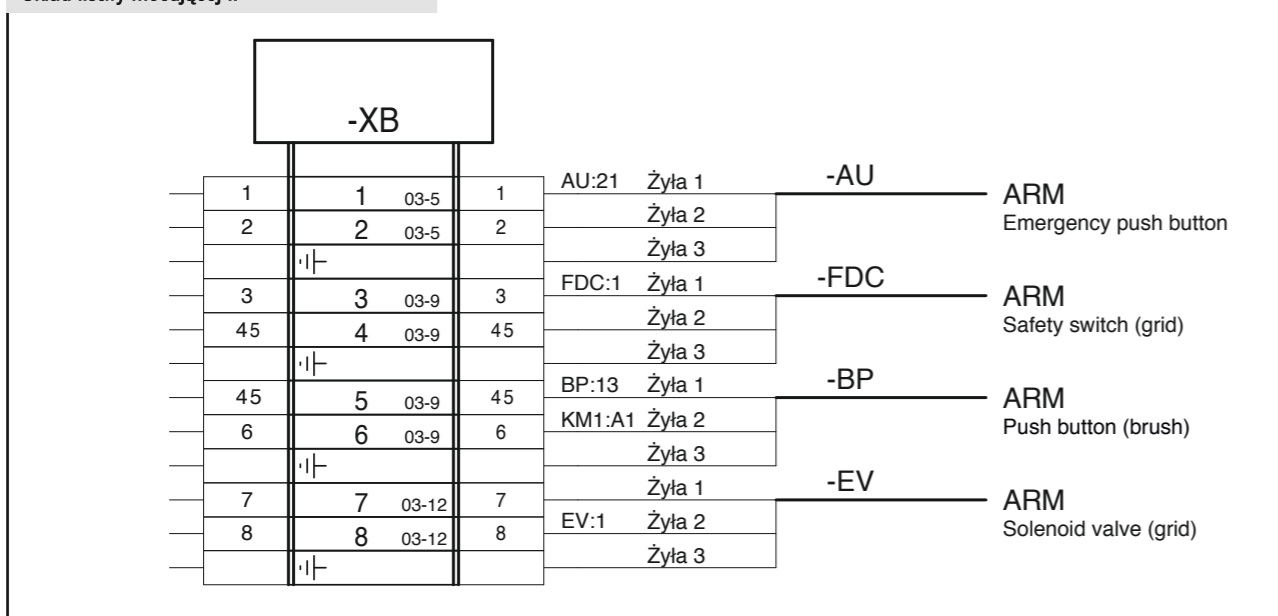 -XB
1 1 03-5 1 AU:21 Żyła 1 -AU ARM
2 2 03-5 2 Żyła 2 Emergency push button
Żyła 3
3 3 03-9 3 FDC:1 Żyła 1 -FDC ARM
45 4 03-9 45 Żyła 2 Safety switch (grid)
Żyła 3
45 5 03-9 45 BP:13 Żyła 1 -BP ARM
6 6 03-9 6 KM1:A1 Żyła 2 Push button (brush)
Żyła 3
7 7 03-12 7 Żyła 1 -EV ARM
8 8 03-12 8 EV:1 Żyła 2 Solenoid valve (grid)
Żyła 3